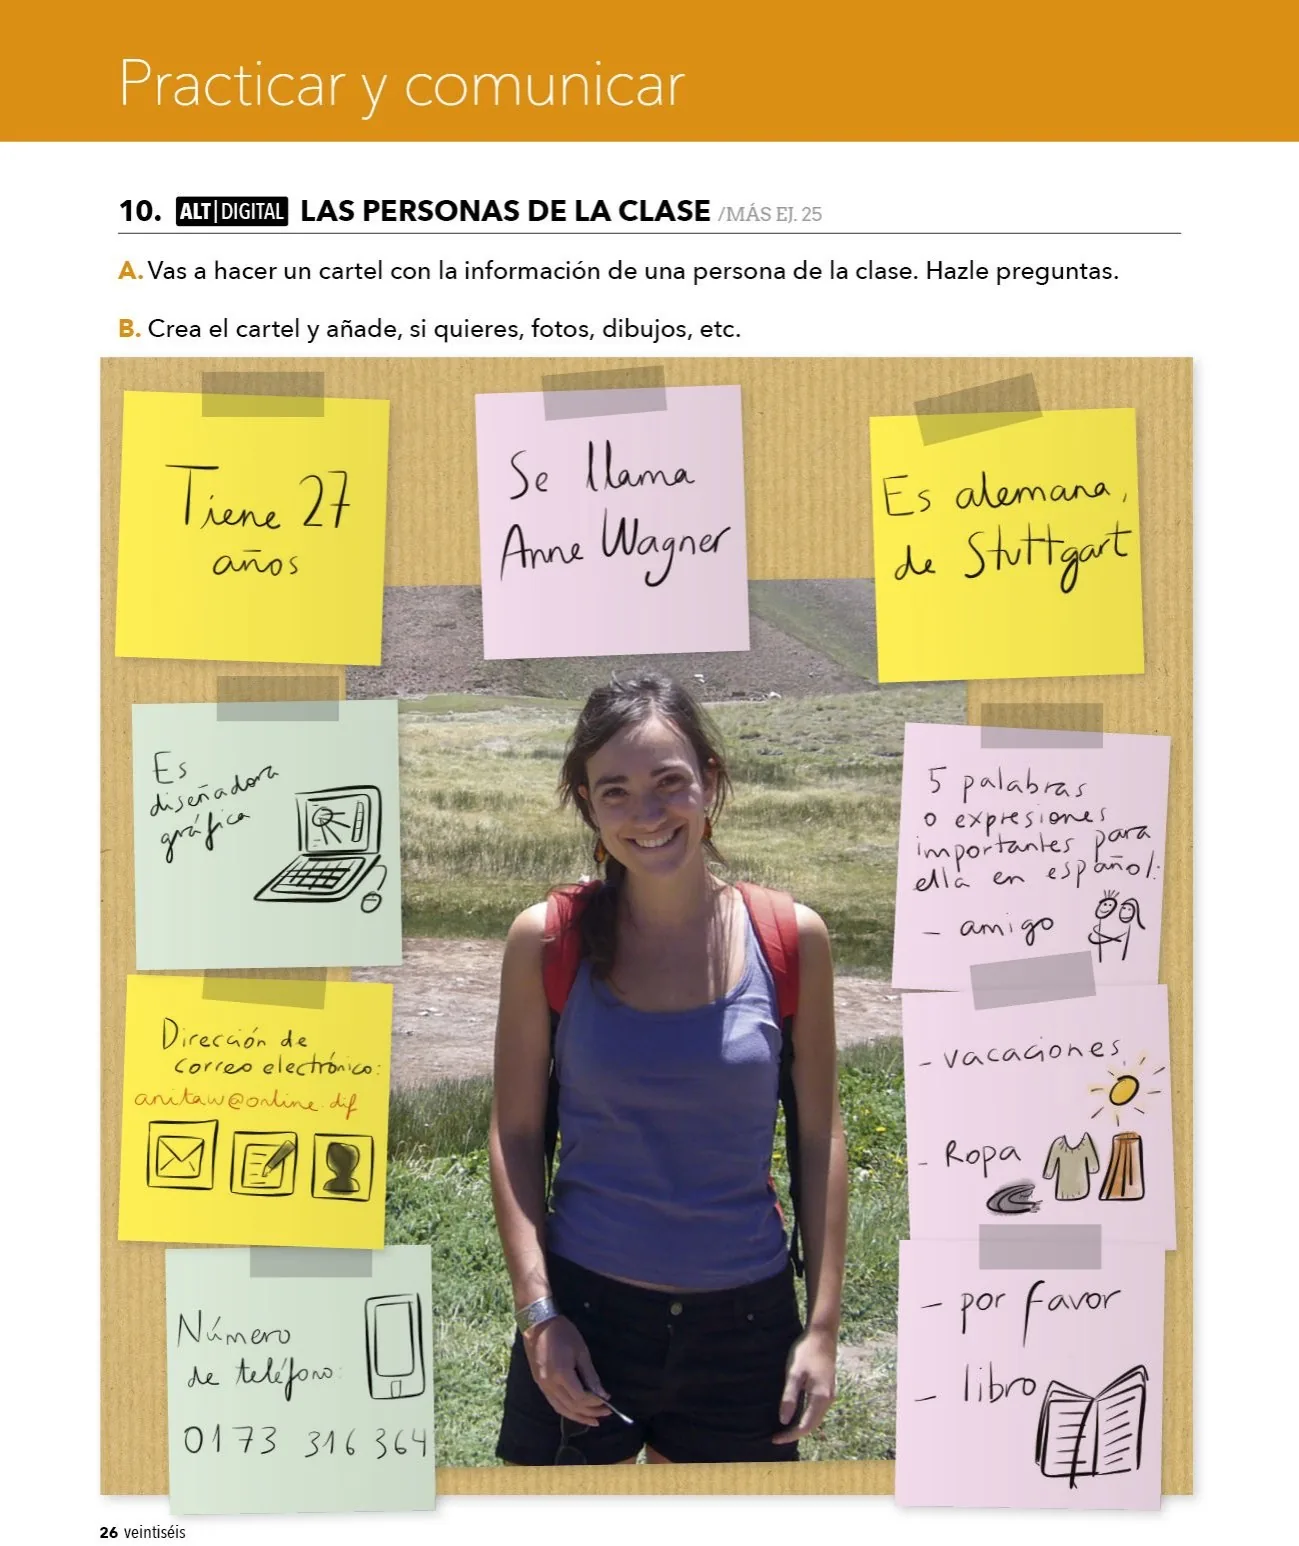 Practicar y comunicar
10. ALT|DIGITAL LAS PERSONAS DE LA CLASE /MÁS EJ. 25
A. Vas a hacer un cartel con la información de una persona de la clase. Hazle preguntas.
B. Crea el cartel y añade, si quieres, fotos, dibujos, etc.
Tiene 27
años
Se llama
Anne Wagner
Es alemana,
de Stuttgart
Es
diseñadora
gráfica
5 palabras
o expresiones
importantes para
ella en español:
- amigo
Dirección de
correo electrónico:
anitaw@online.dif
- vacaciones
- Ropa
Número
de teléfono:
0173 316 364
- por favor
- libro
26 veintiséis